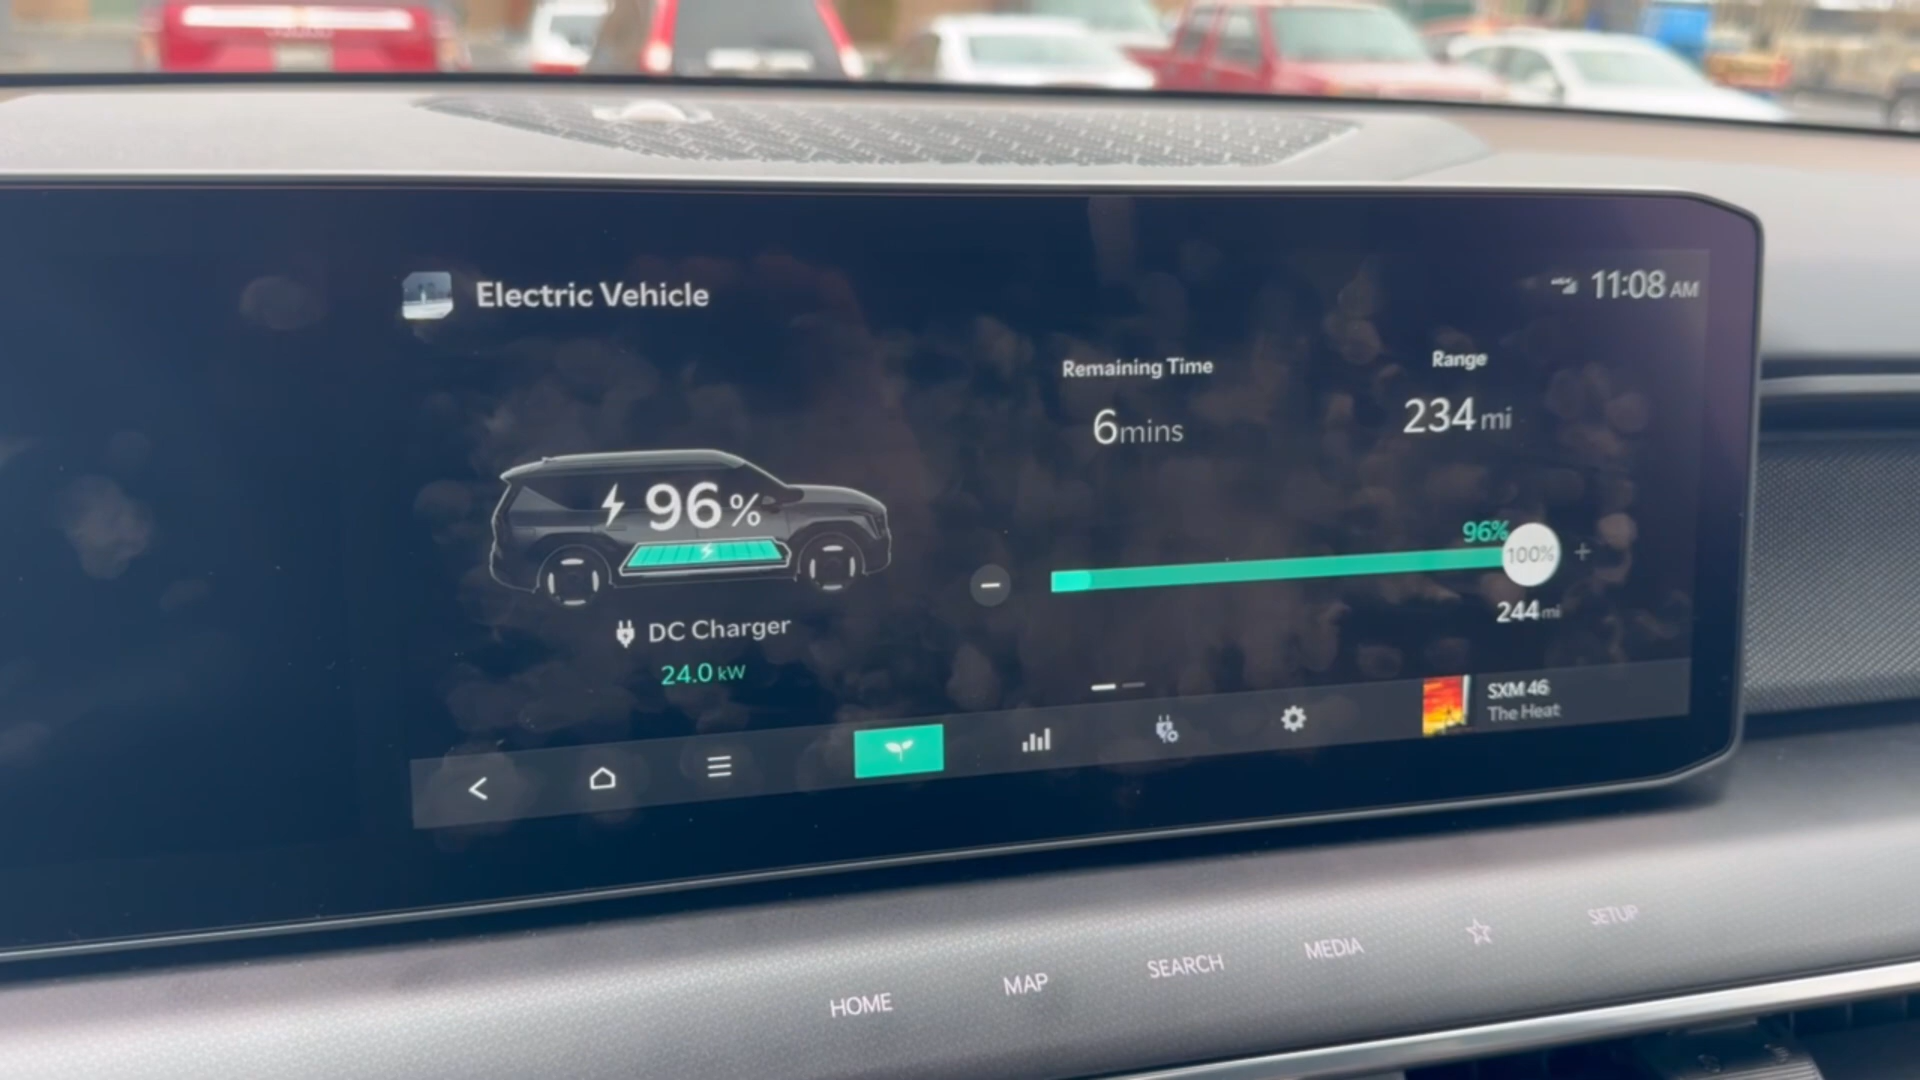 Electric Vehicle
11:08 AM
Remaining Time
6mins
Range
234 mi
96%
96%
100%
244 mi
DC Charger
24.0 kW
SXM 46
The Heat
HOME
MAP
SEARCH
MEDIA
SETUP